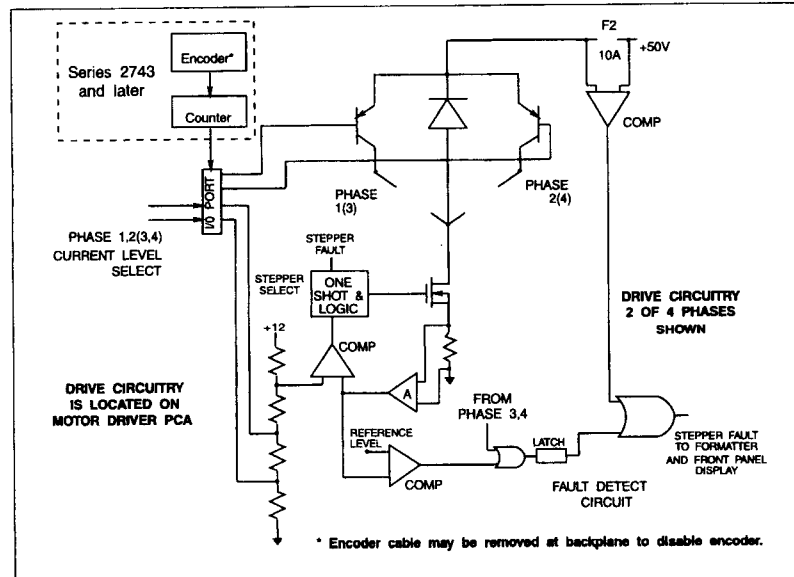 F2
10A
+50V
Encoder*
Series 2743
and later
Counter
COMP
I/O PORT
PHASE
1(3)
PHASE
2(4)
PHASE 1,2(3,4)
CURRENT LEVEL
SELECT
STEPPER
FAULT
STEPPER
SELECT
ONE
SHOT &
LOGIC
DRIVE CIRCUITRY
2 OF 4 PHASES
SHOWN
+12
COMP
A
DRIVE CIRCUITRY
IS LOCATED ON
MOTOR DRIVER PCA
FROM
PHASE 3,4
REFERENCE
LEVEL
LATCH
COMP
STEPPER FAULT
TO FORMATTER
AND FRONT PANEL
DISPLAY
FAULT DETECT
CIRCUIT
* Encoder cable may be removed at backplane to disable encoder.